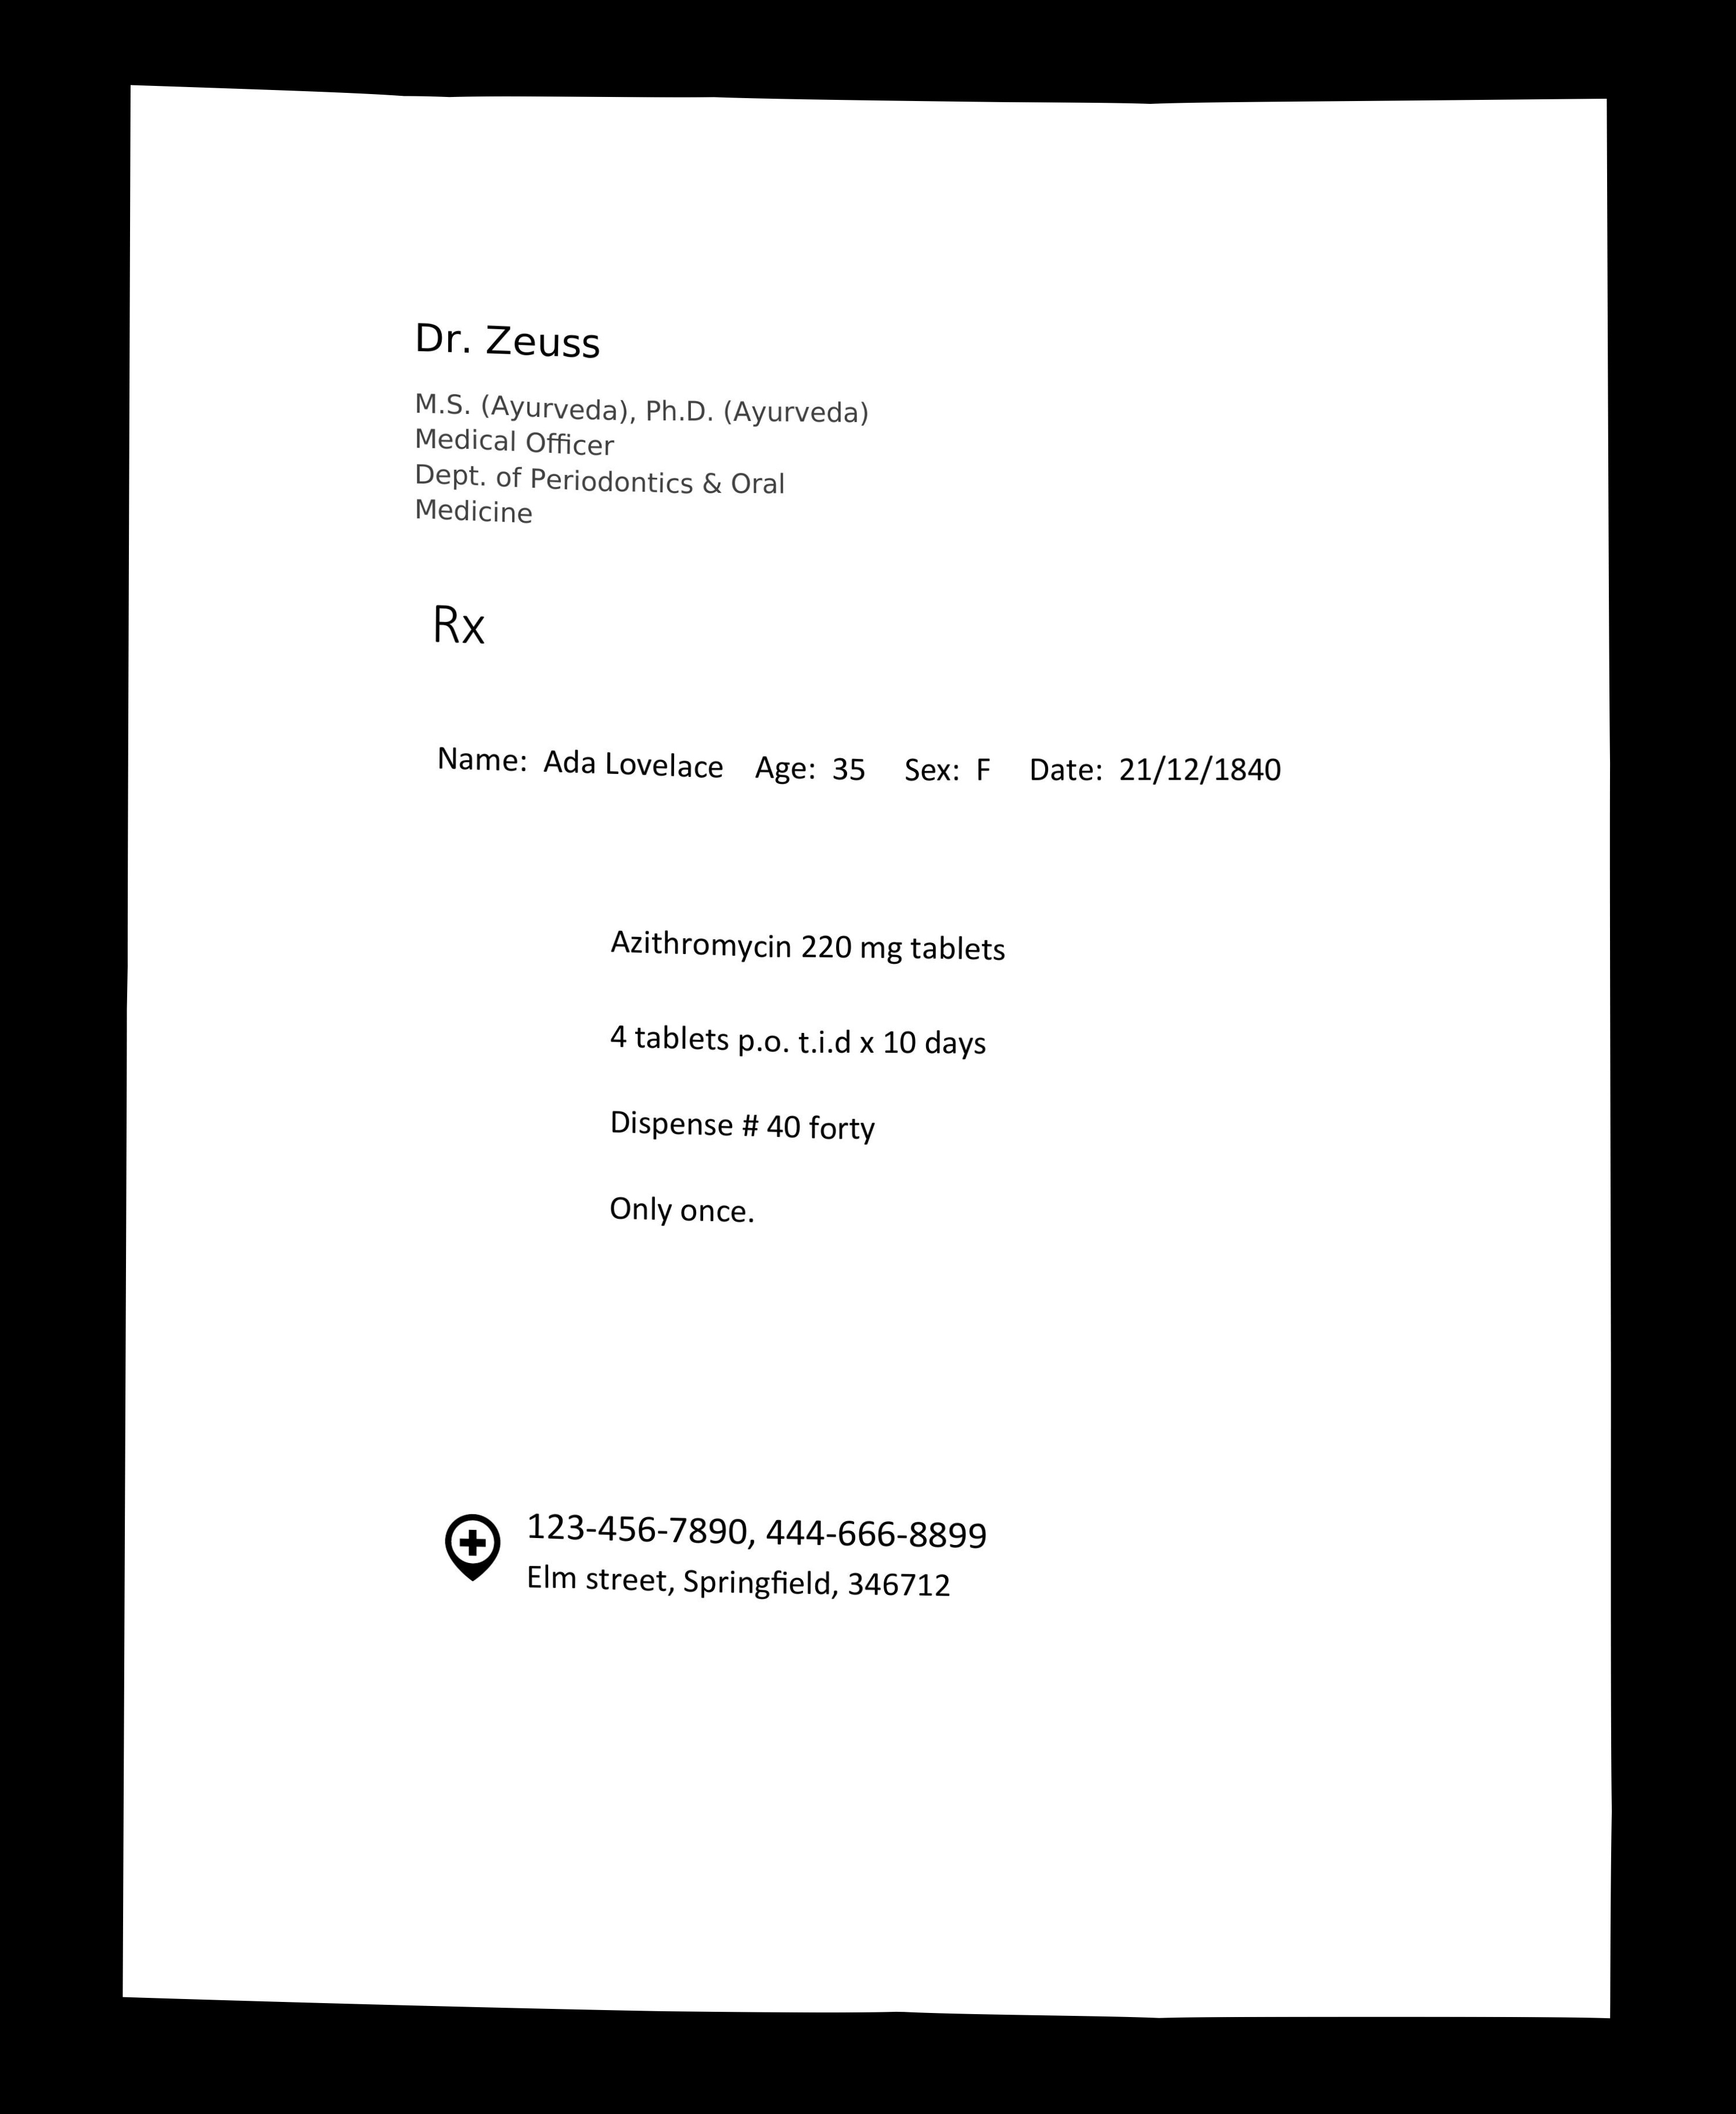 Dr. Zeuss
M.S. (Ayurveda), Ph.D. (Ayurveda)
Medical Officer
Dept. of Periodontics & Oral
Medicine
Rx
Name: Ada Lovelace Age: 35 Sex: F Date: 21/12/1840
Azithromycin 220 mg tablets
4 tablets p.o. t.i.d x 10 days
Dispense # 40 forty
Only once.
123-456-7890, 444-666-8899
Elm street, Springfield, 346712